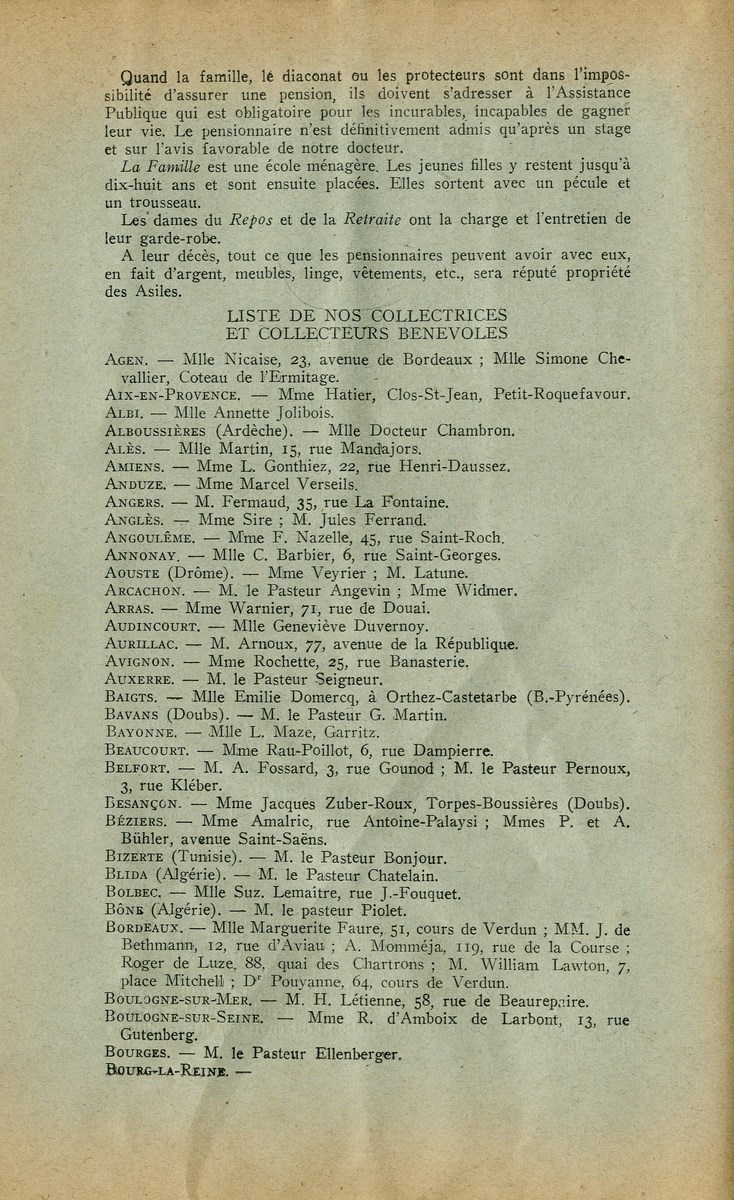 Quand la famille, le diaconat ou les protecteurs sont dans l'impos-
sibilité d'assurer une pension, ils doivent s'adresser à l'Assistance
Publique qui est obligatoire pour les incurables, incapables de gagner
leur vie. Le pensionnaire n'est définitivement admis qu'après un stage
et sur l'avis favorable de notre docteur.
La Famille est une école ménagère. Les jeunes filles y restent jusqu'à
dix-huit ans et sont ensuite placées. Elles sortent avec un pécule et
un trousseau.
Les dames du Repos et de la Retraite ont la charge et l'entretien de
leur garde-robe.
A leur décès, tout ce que les pensionnaires peuvent avoir avec eux,
en fait d'argent, meubles, linge, vêtements, etc., sera réputé propriété
des Asiles.
LISTE DE NOS COLLECTRICES
ET COLLECTEURS BENEVOLES
AGEN. — Mlle Nicaise, 23, avenue de Bordeaux ; Mlle Simone Che-
vallier, Coteau de l'Ermitage.
AIX-EN-PROVENCE. — Mme Hatier, Clos-St-Jean, Petit-Roquefavour.
ALBI. — Mlle Annette Jolibois.
ALBOUSSIÈRES (Ardèche). — Mlle Docteur Chambron.
ALÈS. — Mlle Martin, 15, rue Mandajors.
AMIENS. — Mme L. Gonthiez, 22, rue Henri-Daussez.
ANDUZE. — Mme Marcel Verseils.
ANGERS. — M. Fermaud, 35, rue La Fontaine.
ANGLÈS. — Mme Sire ; M. Jules Ferrand.
ANGOULÊME. — Mme F. Nazelle, 45, rue Saint-Roch.
ANNONAY. — Mlle C. Barbier, 6, rue Saint-Georges.
AOUSTE (Drôme). — Mme Veyrier ; M. Latune.
ARCACHON. — M. le Pasteur Angevin ; Mme Widmer.
ARRAS. — Mme Warnier, 71, rue de Douai.
AUDINCOURT. — Mlle Geneviève Duvernoy.
AURILLAC. — M. Arnoux, 77, avenue de la République.
AVIGNON. — Mme Rochette, 25, rue Banasterie.
AUXERRE. — M. le Pasteur Seigneur.
BAIGTS. — Mlle Emilie Domercq, à Orthez-Castetarbe (B.-Pyrénées).
BAVANS (Doubs). — M. le Pasteur G. Martin.
BAYONNE. — Mlle L. Maze, Garritz.
BEAUCOURT. — Mme Rau-Poillot, 6, rue Dampierre.
BELFORT. — M. A. Fossard, 3, rue Gounod ; M. le Pasteur Pernoux,
3, rue Kléber.
BESANÇON. — Mme Jacques Zuber-Roux, Torpes-Boussières (Doubs).
BÉZIERS. — Mme Amalric, rue Antoine-Palaysi ; Mmes P. et A.
Bühler, avenue Saint-Saëns.
BIZERTE (Tunisie). — M. le Pasteur Bonjour.
BLIDA (Algérie). — M. le Pasteur Chatelain.
BOLBEC. — Mlle Suz. Lemaître, rue J.-Fouquet.
BÔNE (Algérie). — M. le pasteur Piolet.
BORDEAUX. — Mlle Marguerite Faure, 51, cours de Verdun ; MM. J. de
Bethmann, 12, rue d'Aviau ; A. Momméja, 119, rue de la Course ;
Roger de Luze, 88, quai des Chartrons ; M. William Lawton, 7,
place Mitchell ; Dr Pouyanne, 64, cours de Verdun.
BOULOGNE-SUR-MER. — M. H. Létienne, 58, rue de Beaurepaire.
BOULOGNE-SUR-SEINE. — Mme R. d'Amboix de Larbont, 13, rue
Gutenberg.
BOURGES. — M. le Pasteur Ellenberger.
BOURG-LA-REINE. —